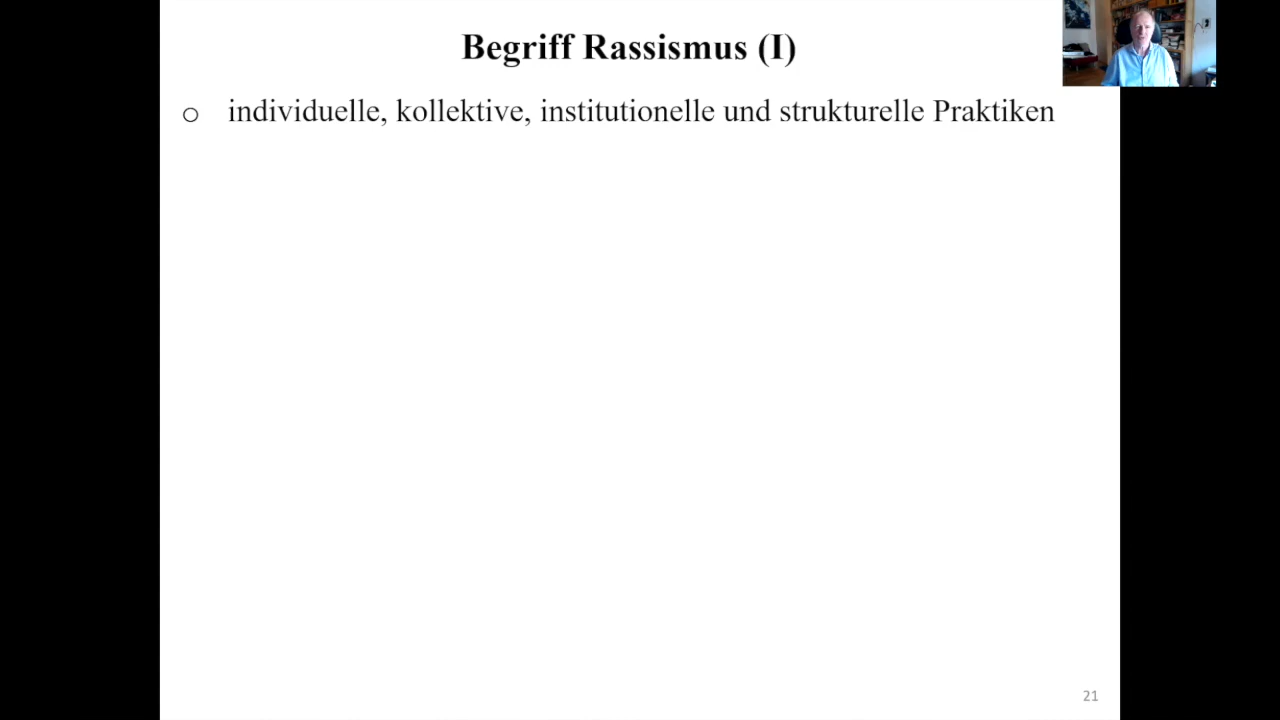 Begriff Rassismus (I)
o individuelle, kollektive, institutionelle und strukturelle Praktiken
21